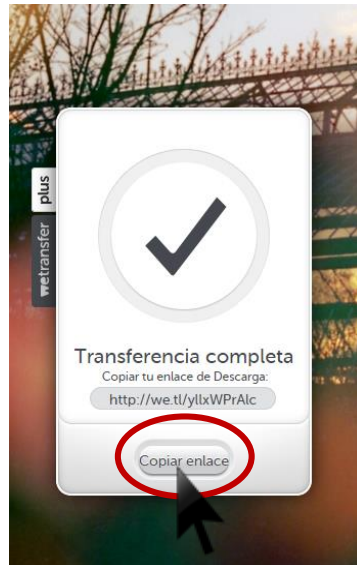 plus
wetransfer
Transferencia completa
Copiar tu enlace de Descarga:
http://we.tl/yllxWPrAlc
Copiar enlace